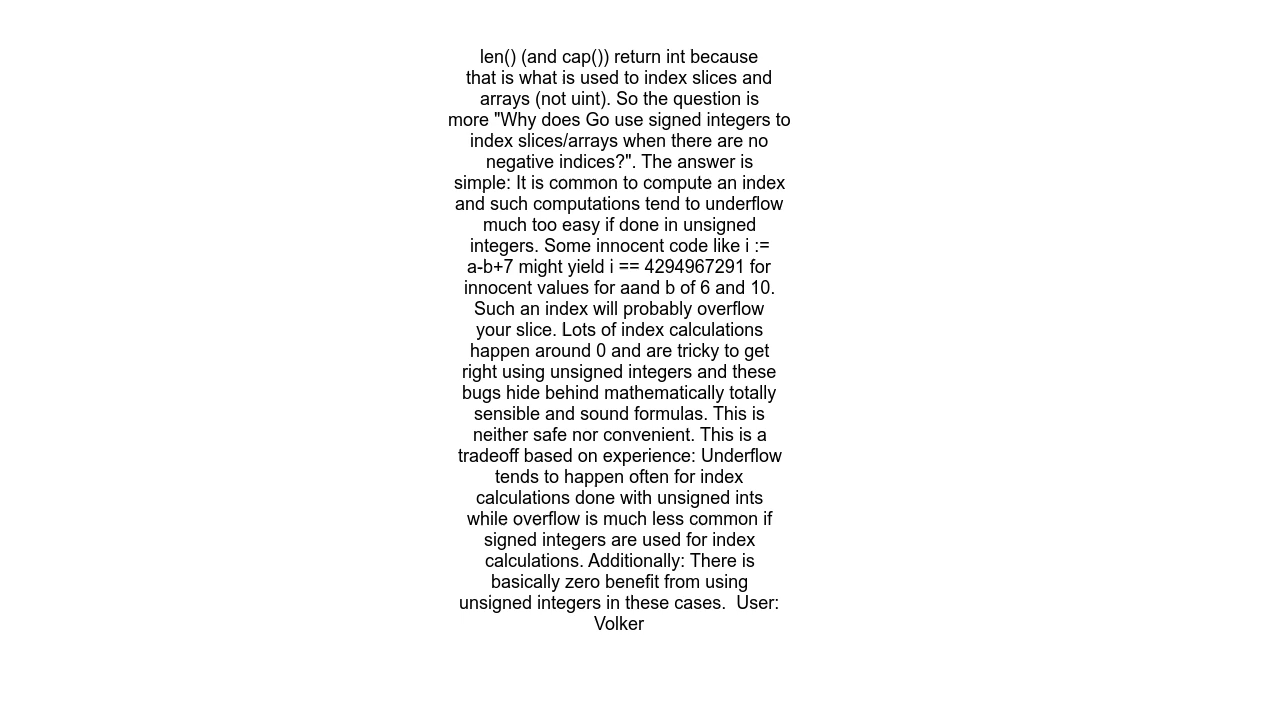 len() (and cap()) return int because
that is what is used to index slices and
arrays (not uint). So the question is
more "Why does Go use signed integers to
index slices/arrays when there are no
negative indices?". The answer is
simple: It is common to compute an index
and such computations tend to underflow
much too easy if done in unsigned
integers. Some innocent code like i :=
a-b+7 might yield i == 4294967291 for
innocent values for aand b of 6 and 10.
Such an index will probably overflow
your slice. Lots of index calculations
happen around 0 and are tricky to get
right using unsigned integers and these
bugs hide behind mathematically totally
sensible and sound formulas. This is
neither safe nor convenient. This is a
tradeoff based on experience: Underflow
tends to happen often for index
calculations done with unsigned ints
while overflow is much less common if
signed integers are used for index
calculations. Additionally: There is
basically zero benefit from using
unsigned integers in these cases.  User:
Volker